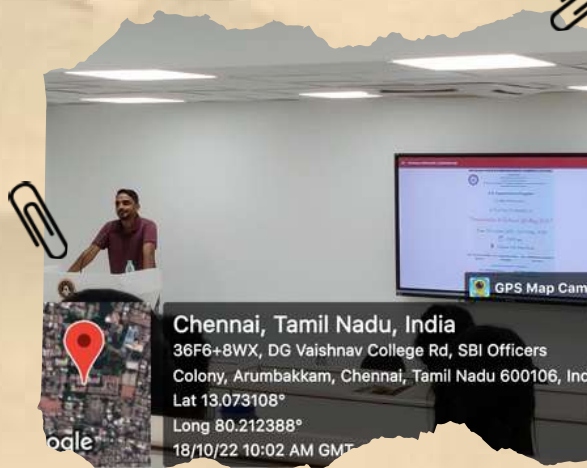 GPS Map Cam
Chennai, Tamil Nadu, India
36F6+8WX, DG Vaishnav College Rd, SBI Officers
Colony, Arumbakkam, Chennai, Tamil Nadu 600106, Ind
Lat 13.073108°
Long 80.212388°
18/10/22 10:02 AM GMT
ogle